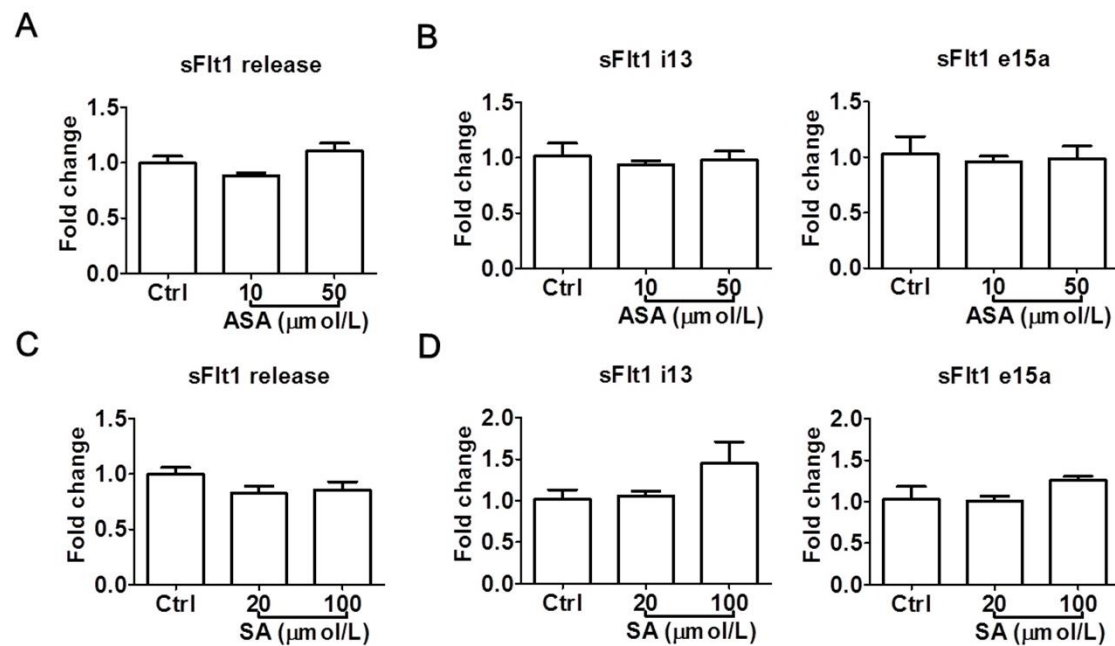 A
sFlt1 release
Fold change
1.5
1.0
0.5
0.0
Ctrl 10 50
ASA (μmol/L)
B
sFlt1 i13
Fold change
1.5
1.0
0.5
0.0
Ctrl 10 50
ASA (μmol/L)
sFlt1 e15a
Fold change
1.5
1.0
0.5
0.0
Ctrl 10 50
ASA (μmol/L)
C
sFlt1 release
Fold change
1.5
1.0
0.5
0.0
Ctrl 20 100
SA (μmol/L)
D
sFlt1 i13
Fold change
2.0
1.5
1.0
0.5
0.0
Ctrl 20 100
SA (μmol/L)
sFlt1 e15a
Fold change
2.0
1.5
1.0
0.5
0.0
Ctrl 20 100
SA (μmol/L)